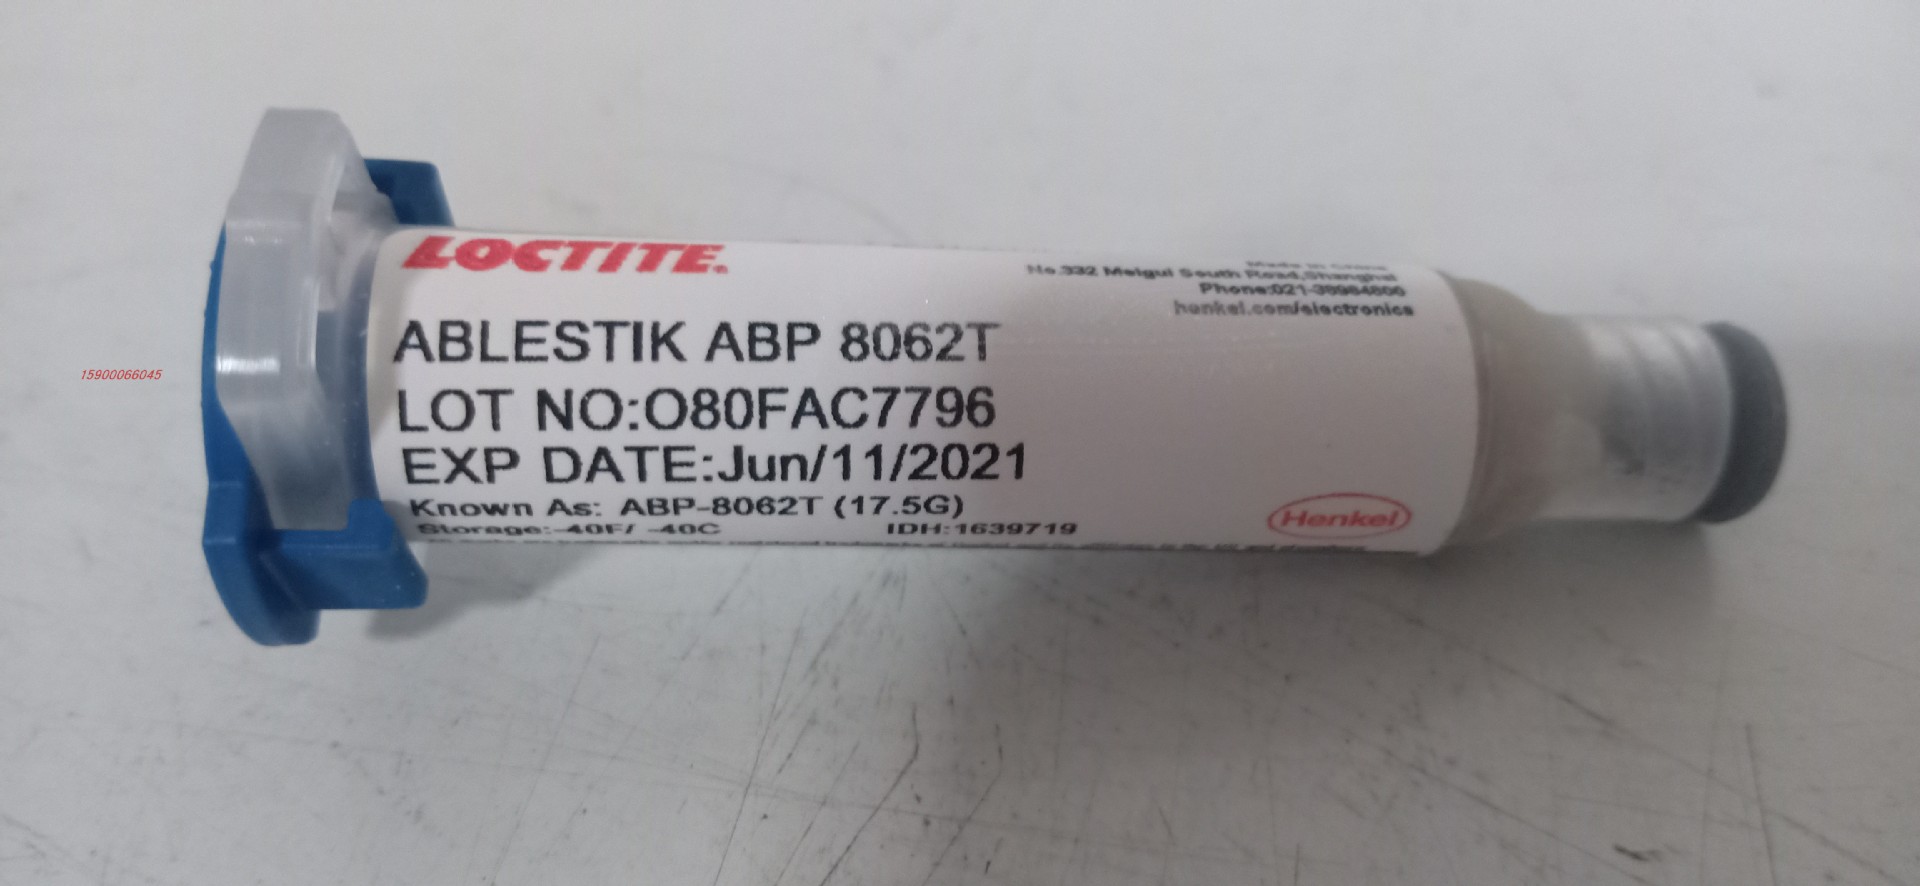 LOCTITE.
Made in China
No.332 Meigui South Road,Shanghai
Phone:021-38984800
henkel.com/electronics
ABLESTIK ABP 8062T
LOT NO:O80FAC7796
EXP DATE:Jun/11/2021
Known As: ABP-8062T (17.5G)
Storage:-40F/ -40C IDH:1639719
Henkel
15900066045